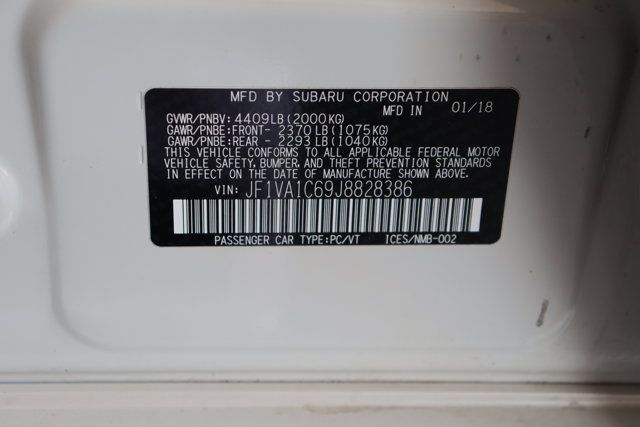 MFD BY SUBARU CORPORATION
MFD IN 01/18
GVWR/PNBV: 4409LB(2000KG)
GAWR/PNBE:FRONT- 2370LB(1075KG)
GAWR/PNBE:REAR - 2293LB(1040KG)
THIS VEHICLE CONFORMS TO ALL APPLICABLE FEDERAL MOTOR
VEHICLE SAFETY, BUMPER, AND THEFT PREVENTION STANDARDS
IN EFFECT ON THE DATE OF MANUFACTURE SHOWN ABOVE.
VIN: JF1VA1C69J8828386
PASSENGER CAR TYPE:PC/VT ICES/NMB-002